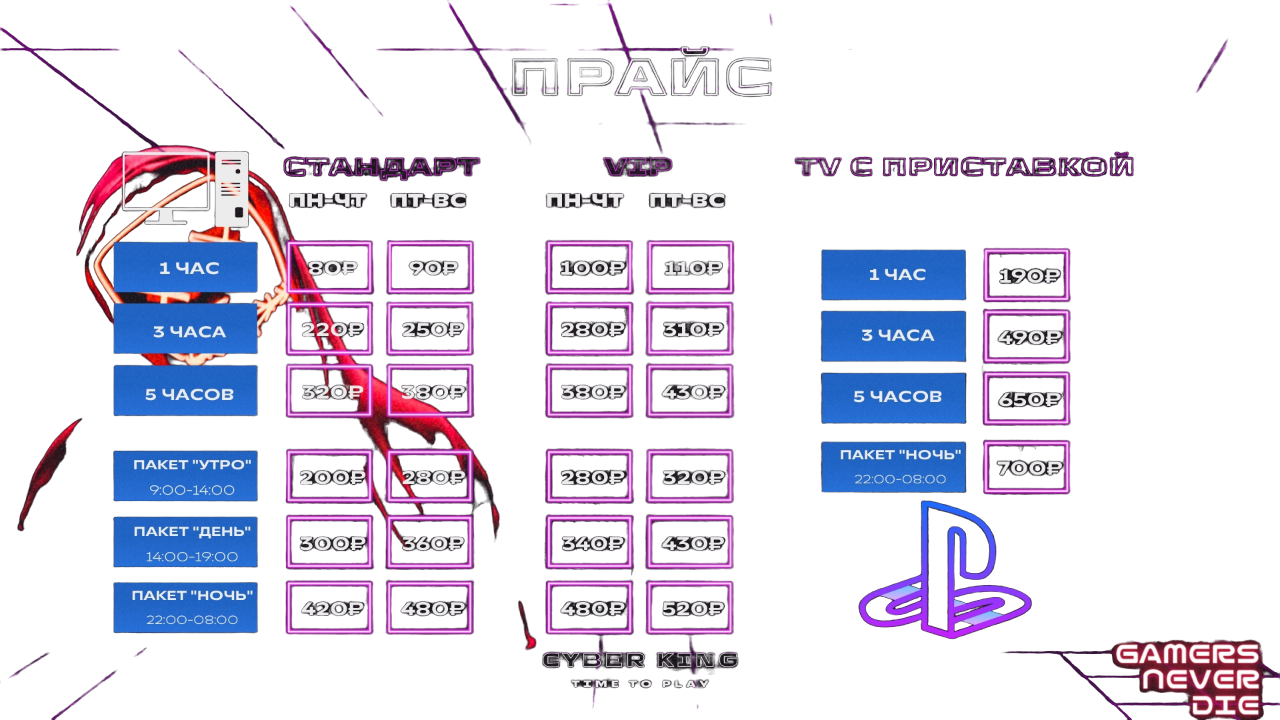 ПРАЙС
СТАНДАРТ VIP TV С ПРИСТАВКОЙ
ПН-ЧТ ПТ-ВС ПН-ЧТ ПТ-ВС
1 ЧАС 80₽ 90₽ 100₽ 110₽ 1 ЧАС 190₽
3 ЧАСА 220₽ 250₽ 280₽ 310₽ 3 ЧАСА 490₽
5 ЧАСОВ 320₽ 380₽ 380₽ 430₽ 5 ЧАСОВ 650₽
ПАКЕТ "УТРО" 200₽ 280₽ 280₽ 320₽ ПАКЕТ "НОЧЬ" 700₽
9:00-14:00 22:00-08:00
ПАКЕТ "ДЕНЬ" 300₽ 360₽ 340₽ 430₽
14:00-19:00
ПАКЕТ "НОЧЬ" 420₽ 480₽ 480₽ 520₽
22:00-08:00
CYBER KING
TIME TO PLAY
GAMERS
NEVER
DIE